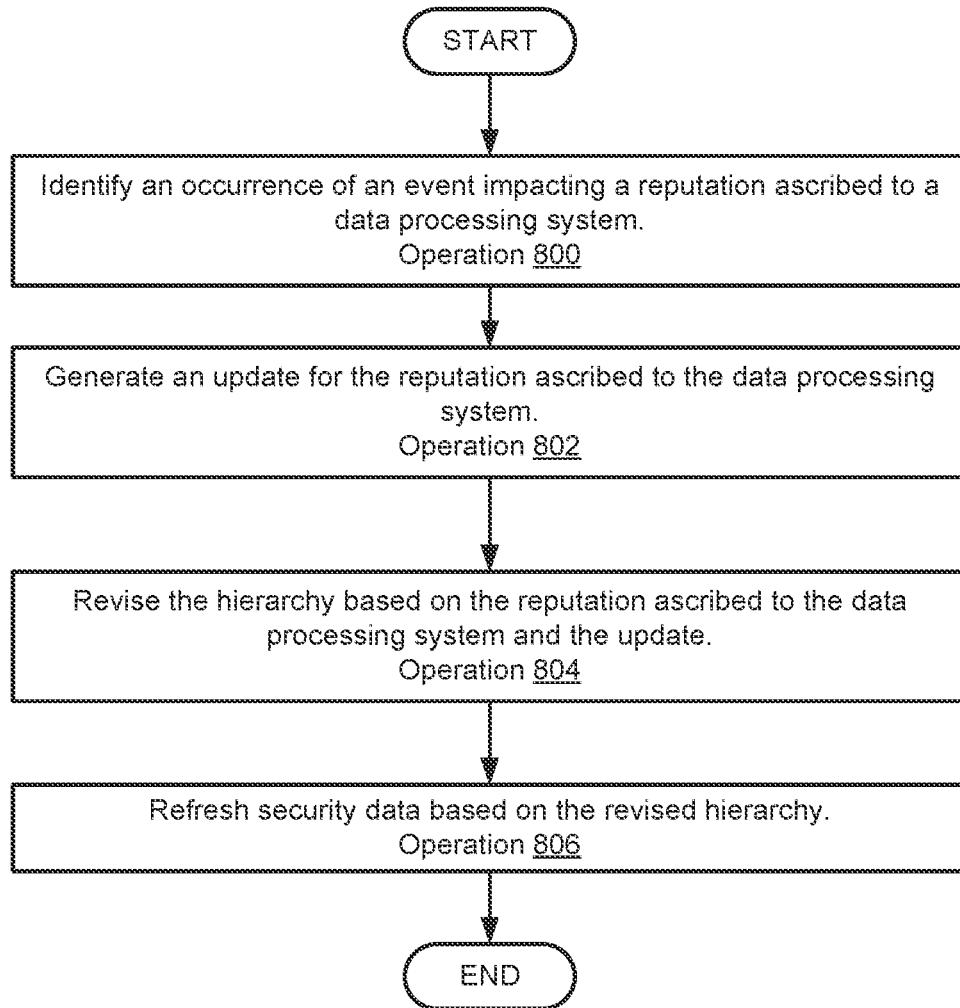 START
Identify an occurrence of an event impacting a reputation ascribed to a
data processing system.
Operation 800
Generate an update for the reputation ascribed to the data processing
system.
Operation 802
Revise the hierarchy based on the reputation ascribed to the data
processing system and the update.
Operation 804
Refresh security data based on the revised hierarchy.
Operation 806
END